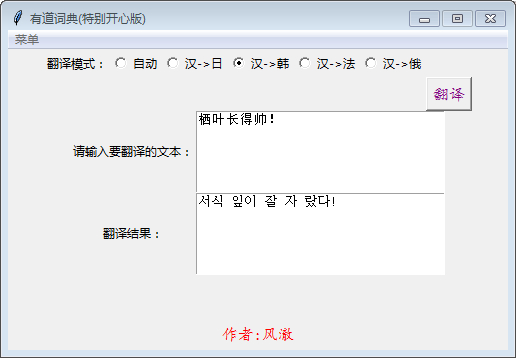 有道词典(特别开心版)
菜单
翻译模式： 自动 汉->日 汉->韩 汉->法 汉->俄
翻译
请输入要翻译的文本：
栖叶长得帅！
翻译结果：
서식 잎이 잘 자 랐다!
作者:风澈